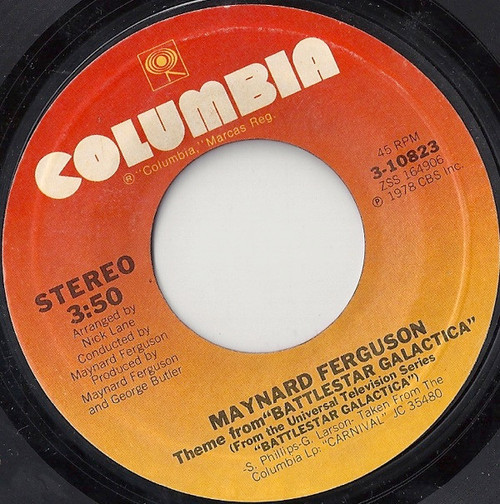 COLUMBIA
® "Columbia," Marcas Reg.
45 RPM
3-10823
ZSS 164906
℗ 1978 CBS Inc.
STEREO
3:50
Arranged by
Nick Lane
Conducted by
Maynard Ferguson
Produced by
Maynard Ferguson
and George Butler
MAYNARD FERGUSON
Theme from "BATTLESTAR GALACTICA"
(From the Universal Television Series
"BATTLESTAR GALACTICA")
-S. Phillips-G. Larson; Taken From The
Columbia Lp: "CARNIVAL" JC 35480